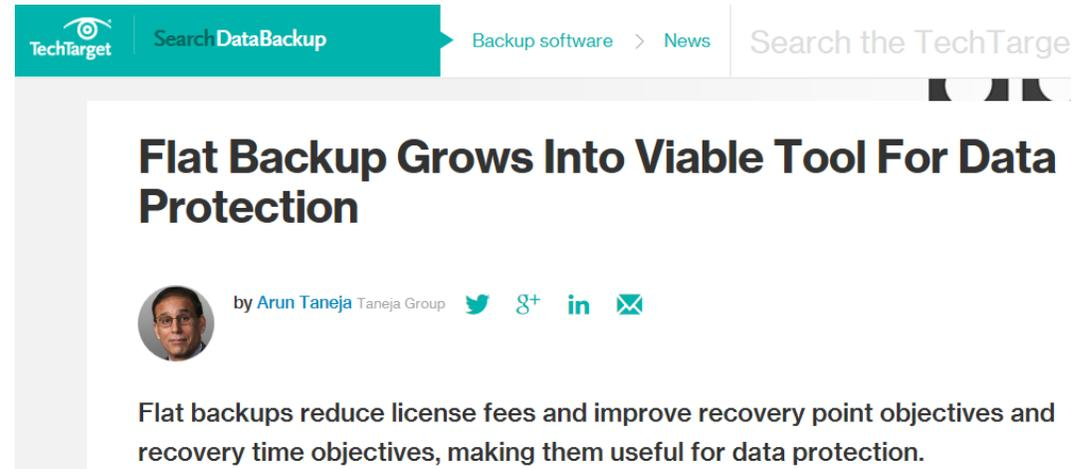 TechTarget
SearchDataBackup
Backup software > News
Search the TechTarge
Flat Backup Grows Into Viable Tool For Data
Protection
by Arun Taneja Taneja Group
g+ in
Flat backups reduce license fees and improve recovery point objectives and
recovery time objectives, making them useful for data protection.